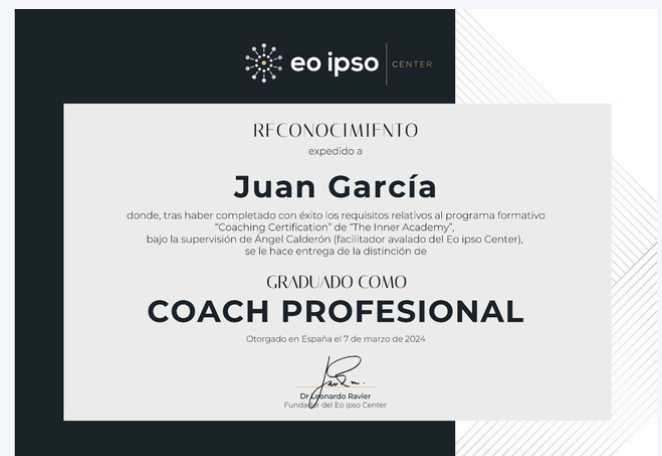 eo ipso CENTER
RECONOCIMIENTO
expedido a
Juan García
donde, tras haber completado con éxito los requisitos relativos al programa formativo
“Coaching Certification” de “The Inner Academy”,
bajo la supervisión de Ángel Calderón (facilitador avalado del Eo ipso Center),
se le hace entrega de la distinción de
GRADUADO COMO
COACH PROFESIONAL
Otorgado en España el 7 de marzo de 2024
Dr. Leonardo Ravier
Fundador del Eo ipso Center